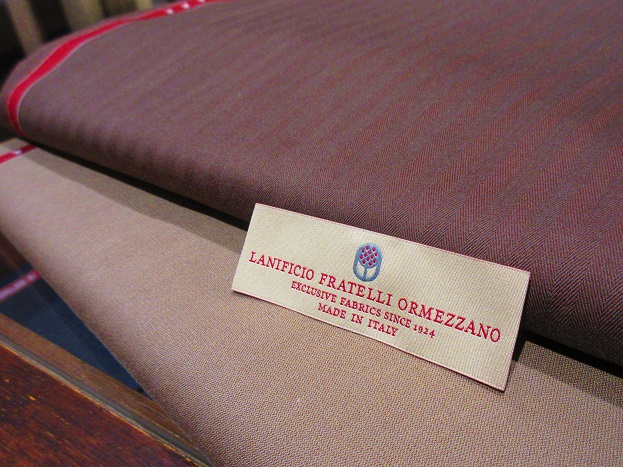 LANIFICIO FRATELLI ORMEZZANO
EXCLUSIVE FABRICS SINCE 1924
MADE IN ITALY